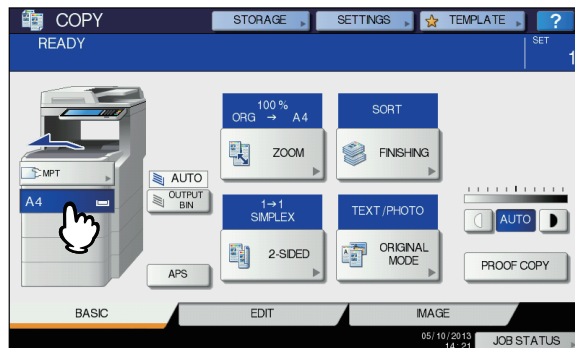 COPY
STORAGE
SETTINGS
TEMPLATE
?
READY
SET
1
100 %
ORG → A4
ZOOM
SORT
FINISHING
MPT
A4
AUTO
OUTPUT
BIN
1→1
SIMPLEX
2-SIDED
TEXT/PHOTO
ORIGINAL
MODE
AUTO
APS
PROOF COPY
BASIC
EDIT
IMAGE
05/10/2013
14:21
JOB STATUS